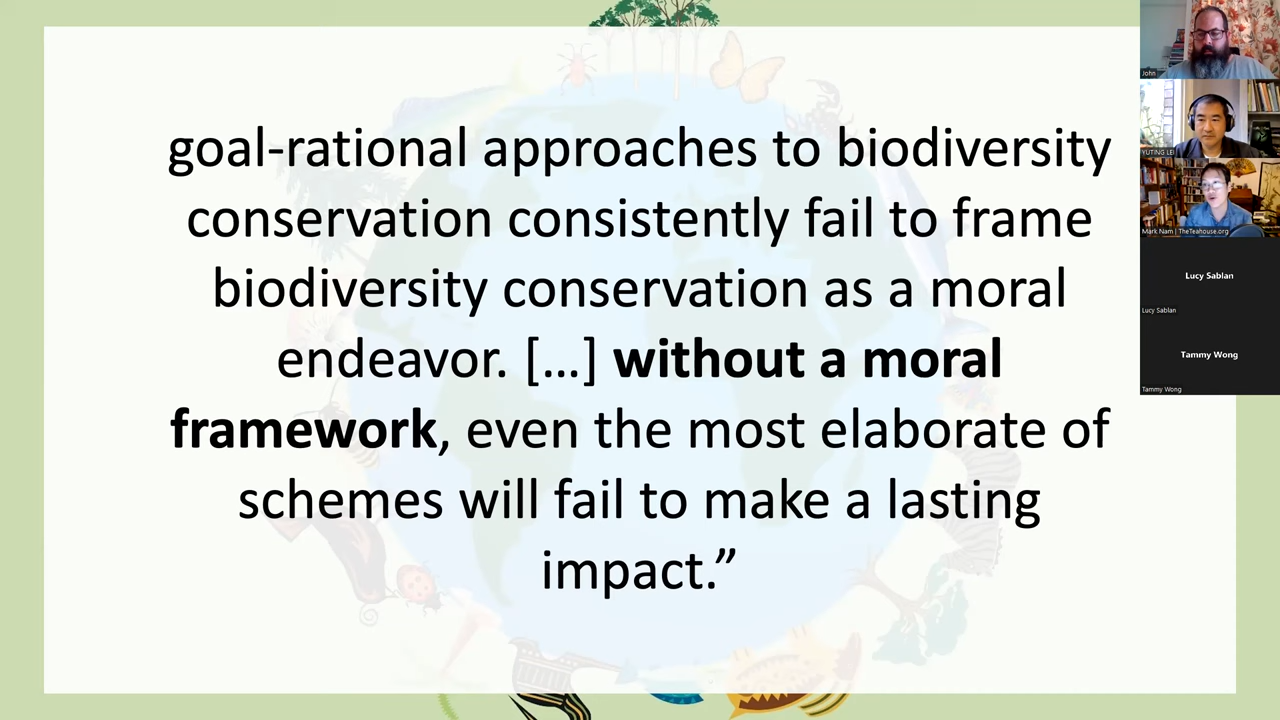 goal-rational approaches to biodiversity
conservation consistently fail to frame
biodiversity conservation as a moral
endeavor. […] without a moral
framework, even the most elaborate of
schemes will fail to make a lasting
impact.”
John
YUTING LEI
Mark Nam | TheTeahouse.org
Lucy Sablan
Lucy Sablan
Tammy Wong
Tammy Wong